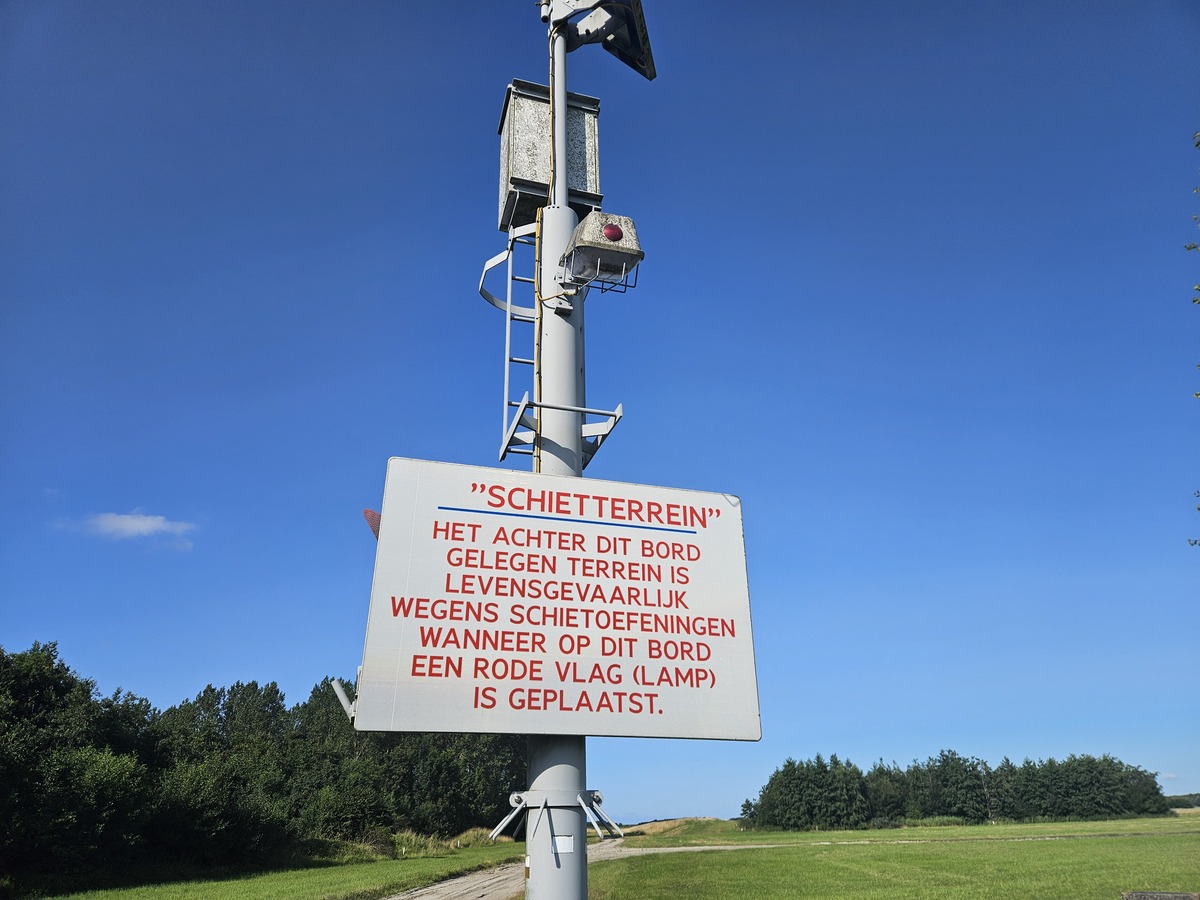 ”SCHIETTERREIN”
HET ACHTER DIT BORD
GELEGEN TERREIN IS
LEVENSGEVAARLIJK
WEGENS SCHIETOEFENINGEN
WANNEER OP DIT BORD
EEN RODE VLAG (LAMP)
IS GEPLAATST.